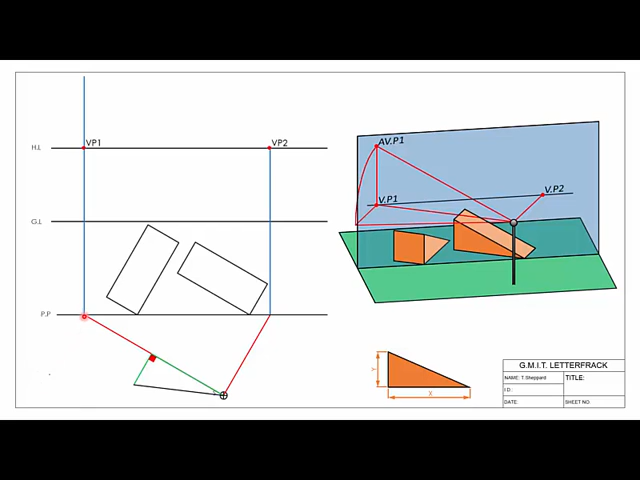 VP1
VP2
H.L
G.L
P.P
AV.P1
V.P1
V.P2
Y
X
G.M.I.T. LETTERFRACK
NAME: T.Sheppard
TITLE:
I.D.:
DATE:
SHEET NO: